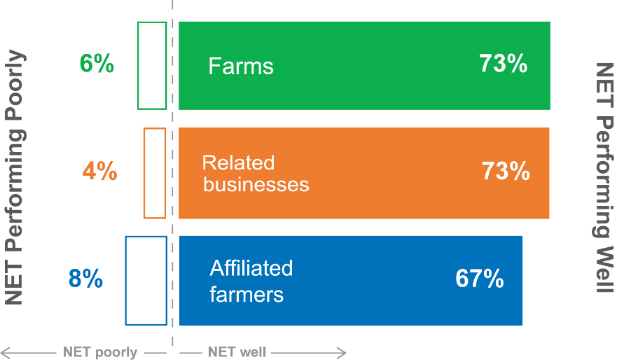 NET Performing Poorly
6%
Farms
73%
4%
Related
businesses
73%
8%
Affiliated
farmers
67%
NET Performing Well
NET poorly
NET well